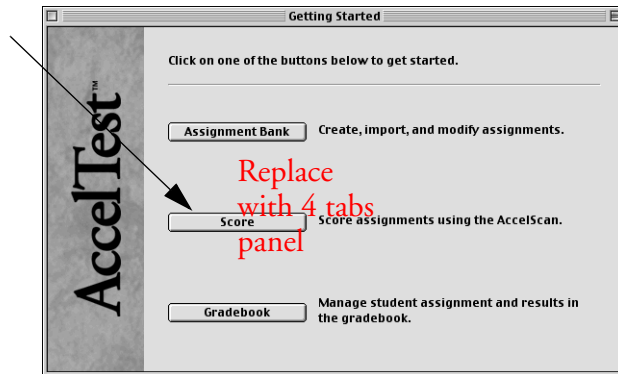 Getting Started
AccelTest™
Click on one of the buttons below to get started.
Assignment Bank
Create, import, and modify assignments.
Replace
with 4 tabs
panel
Score
Score assignments using the AccelScan.
Gradebook
Manage student assignment and results in
the gradebook.